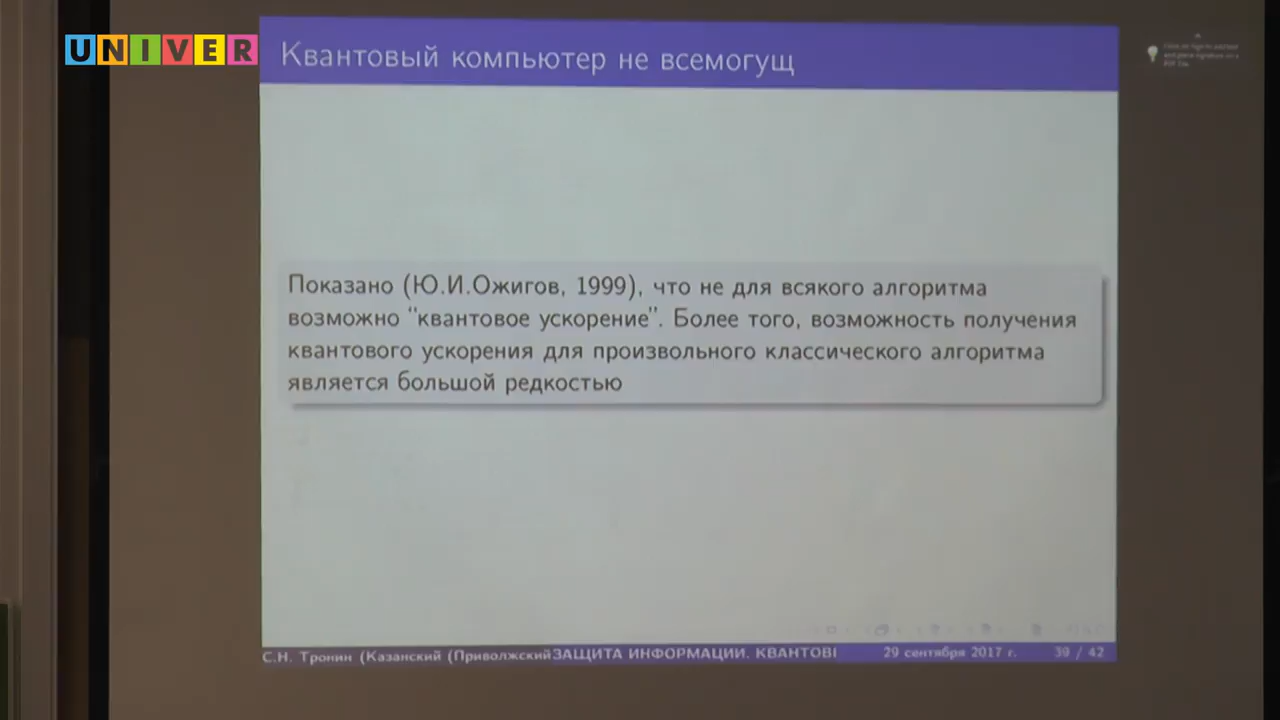 UNIVER
Квантовый компьютер не всемогущ
Показано (Ю.И.Ожигов, 1999), что не для всякого алгоритма
возможно “квантовое ускорение”. Более того, возможность получения
квантового ускорения для произвольного классического алгоритма
является большой редкостью
С.Н. Тронин (Казанский (Приволжский ЗАЩИТА ИНФОРМАЦИИ. КВАНТОВІ 29 сентября 2017 г. 39 / 42